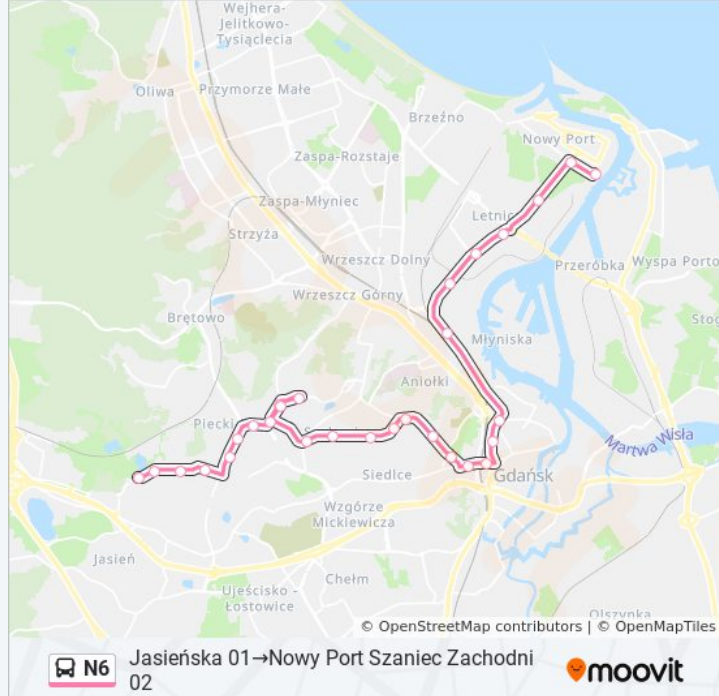 Wejhera-
Jelitkowo-
Tysiąclecia
Oliwa
Przymorze Małe
Brzeźno
Nowy Port
Zaspa-Rozstaje
Zaspa-Młyniec
Letnica
Strzyża
Wrzeszcz Dolny
Przeróbka
Wyspa Porto
Wrzeszcz Górny
Brętowo
Stog
Młyniska
Aniołki
Piecki
Martwa Wisła
Siedlce
Gdańsk
Wzgórze
Mickiewicza
Jasień
Chełm
Ujeścisko -
Łostowice
Olszynka
© OpenStreetMap contributors | © OpenMapTiles
N6
Jasieńska 01→Nowy Port Szaniec Zachodni
02
moovit